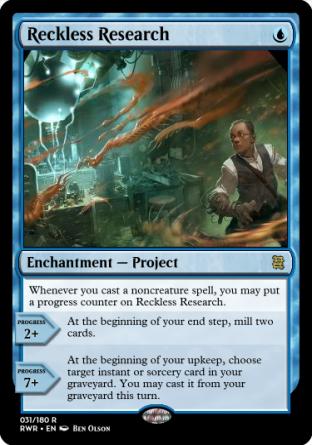 Reckless Research
Enchantment — Project
Whenever you cast a noncreature spell, you may put
a progress counter on Reckless Research.
PROGRESS
2+
At the beginning of your end step, mill two
cards.
PROGRESS
7+
At the beginning of your upkeep, choose
target instant or sorcery card in your
graveyard. You may cast it from your
graveyard this turn.
031/180 R
RWR • EN Ben Olson